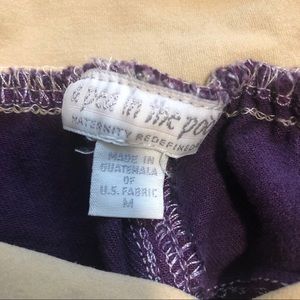 a pea in the pod
MATERNITY REDEFINED
MADE IN
GUATEMALA
OF
U.S. FABRIC
M